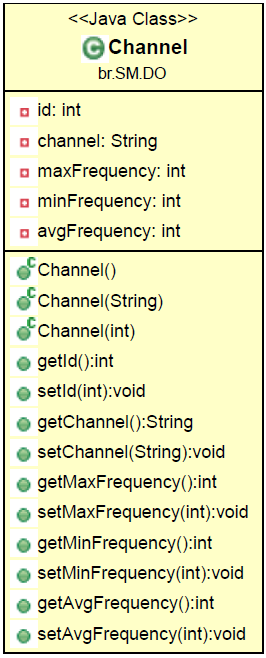 <<Java Class>>
Channel
br.SM.DO
id: int
channel: String
maxFrequency: int
minFrequency: int
avgFrequency: int
Channel()
Channel(String)
Channel(int)
getId():int
setId(int):void
getChannel():String
setChannel(String):void
getMaxFrequency():int
setMaxFrequency(int):void
getMinFrequency():int
setMinFrequency(int):void
getAvgFrequency():int
setAvgFrequency(int):void